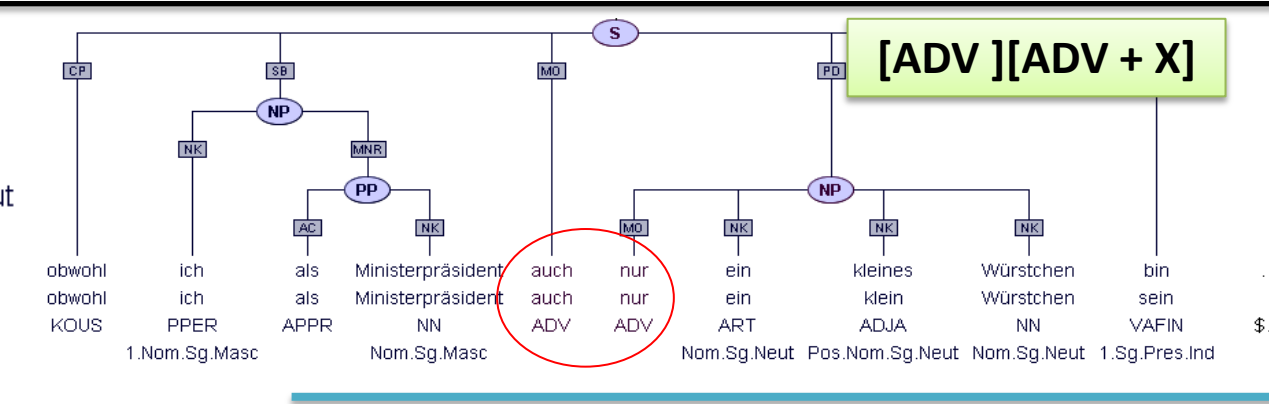 S
[ADV ][ADV + X]
CP SB MO PD
NP
NK MNR
PP NP
AC NK MO NK NK NK
obwohl ich als Ministerpräsident auch nur ein kleines Würstchen bin .
obwohl ich als Ministerpräsident auch nur ein klein Würstchen sein
KOUS PPER APPR NN ADV ADV ART ADJA NN VAFIN $.
1.Nom.Sg.Masc Nom.Sg.Masc Nom.Sg.Neut Pos.Nom.Sg.Neut Nom.Sg.Neut 1.Sg.Pres.Ind